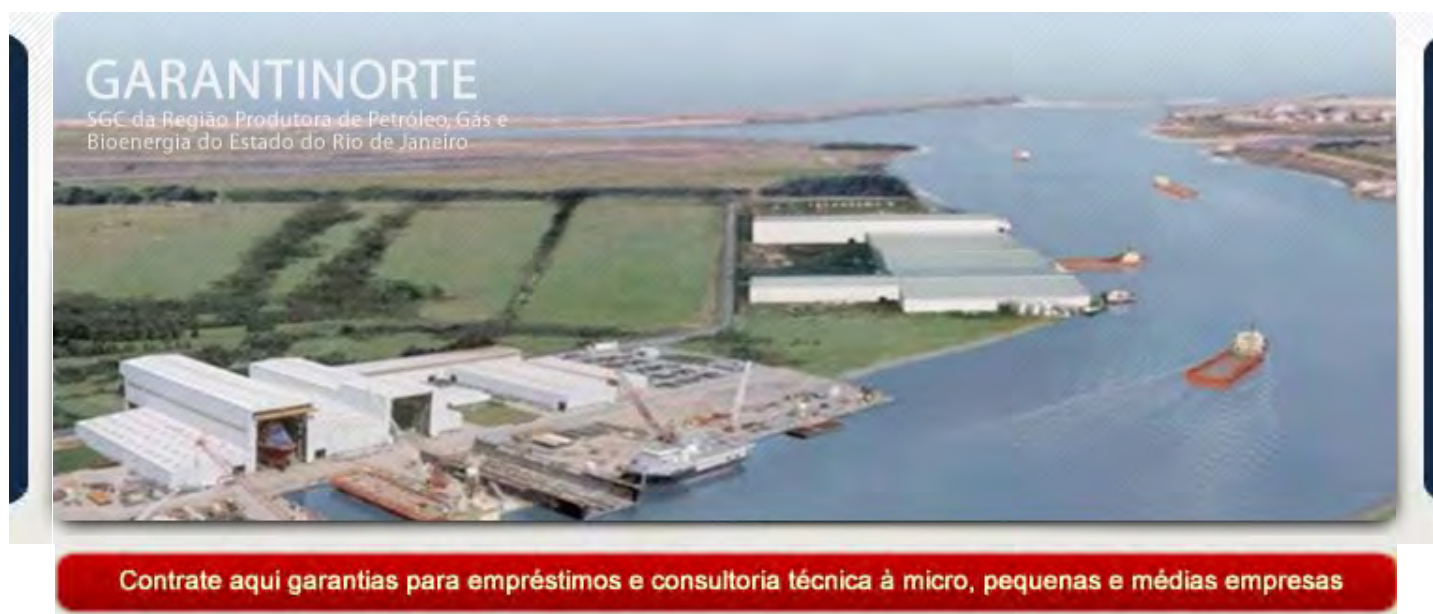 GARANTINORTE
SGC da Região Produtora de Petróleo, Gás e
Bioenergia do Estado do Rio de Janeiro
Contrate aqui garantias para empréstimos e consultoria técnica à micro, pequenas e médias empresas